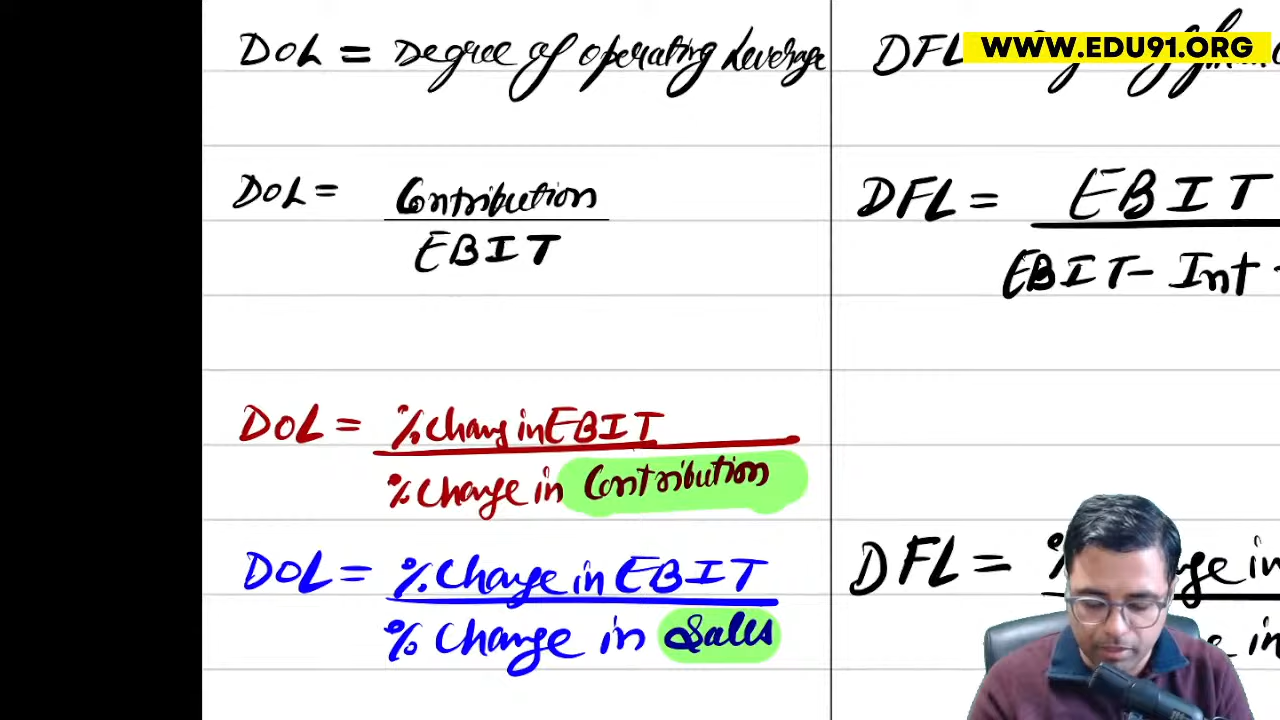 WWW.EDU91.ORG
DOL = Degree of operating Leverage
DOL = Contribution
EBIT
DOL = % Chang in EBIT
% Change in Contribution
DOL = % Change in EBIT
% Change in Sales
DFL
DFL = EBIT
EBIT - Int
DFL = %